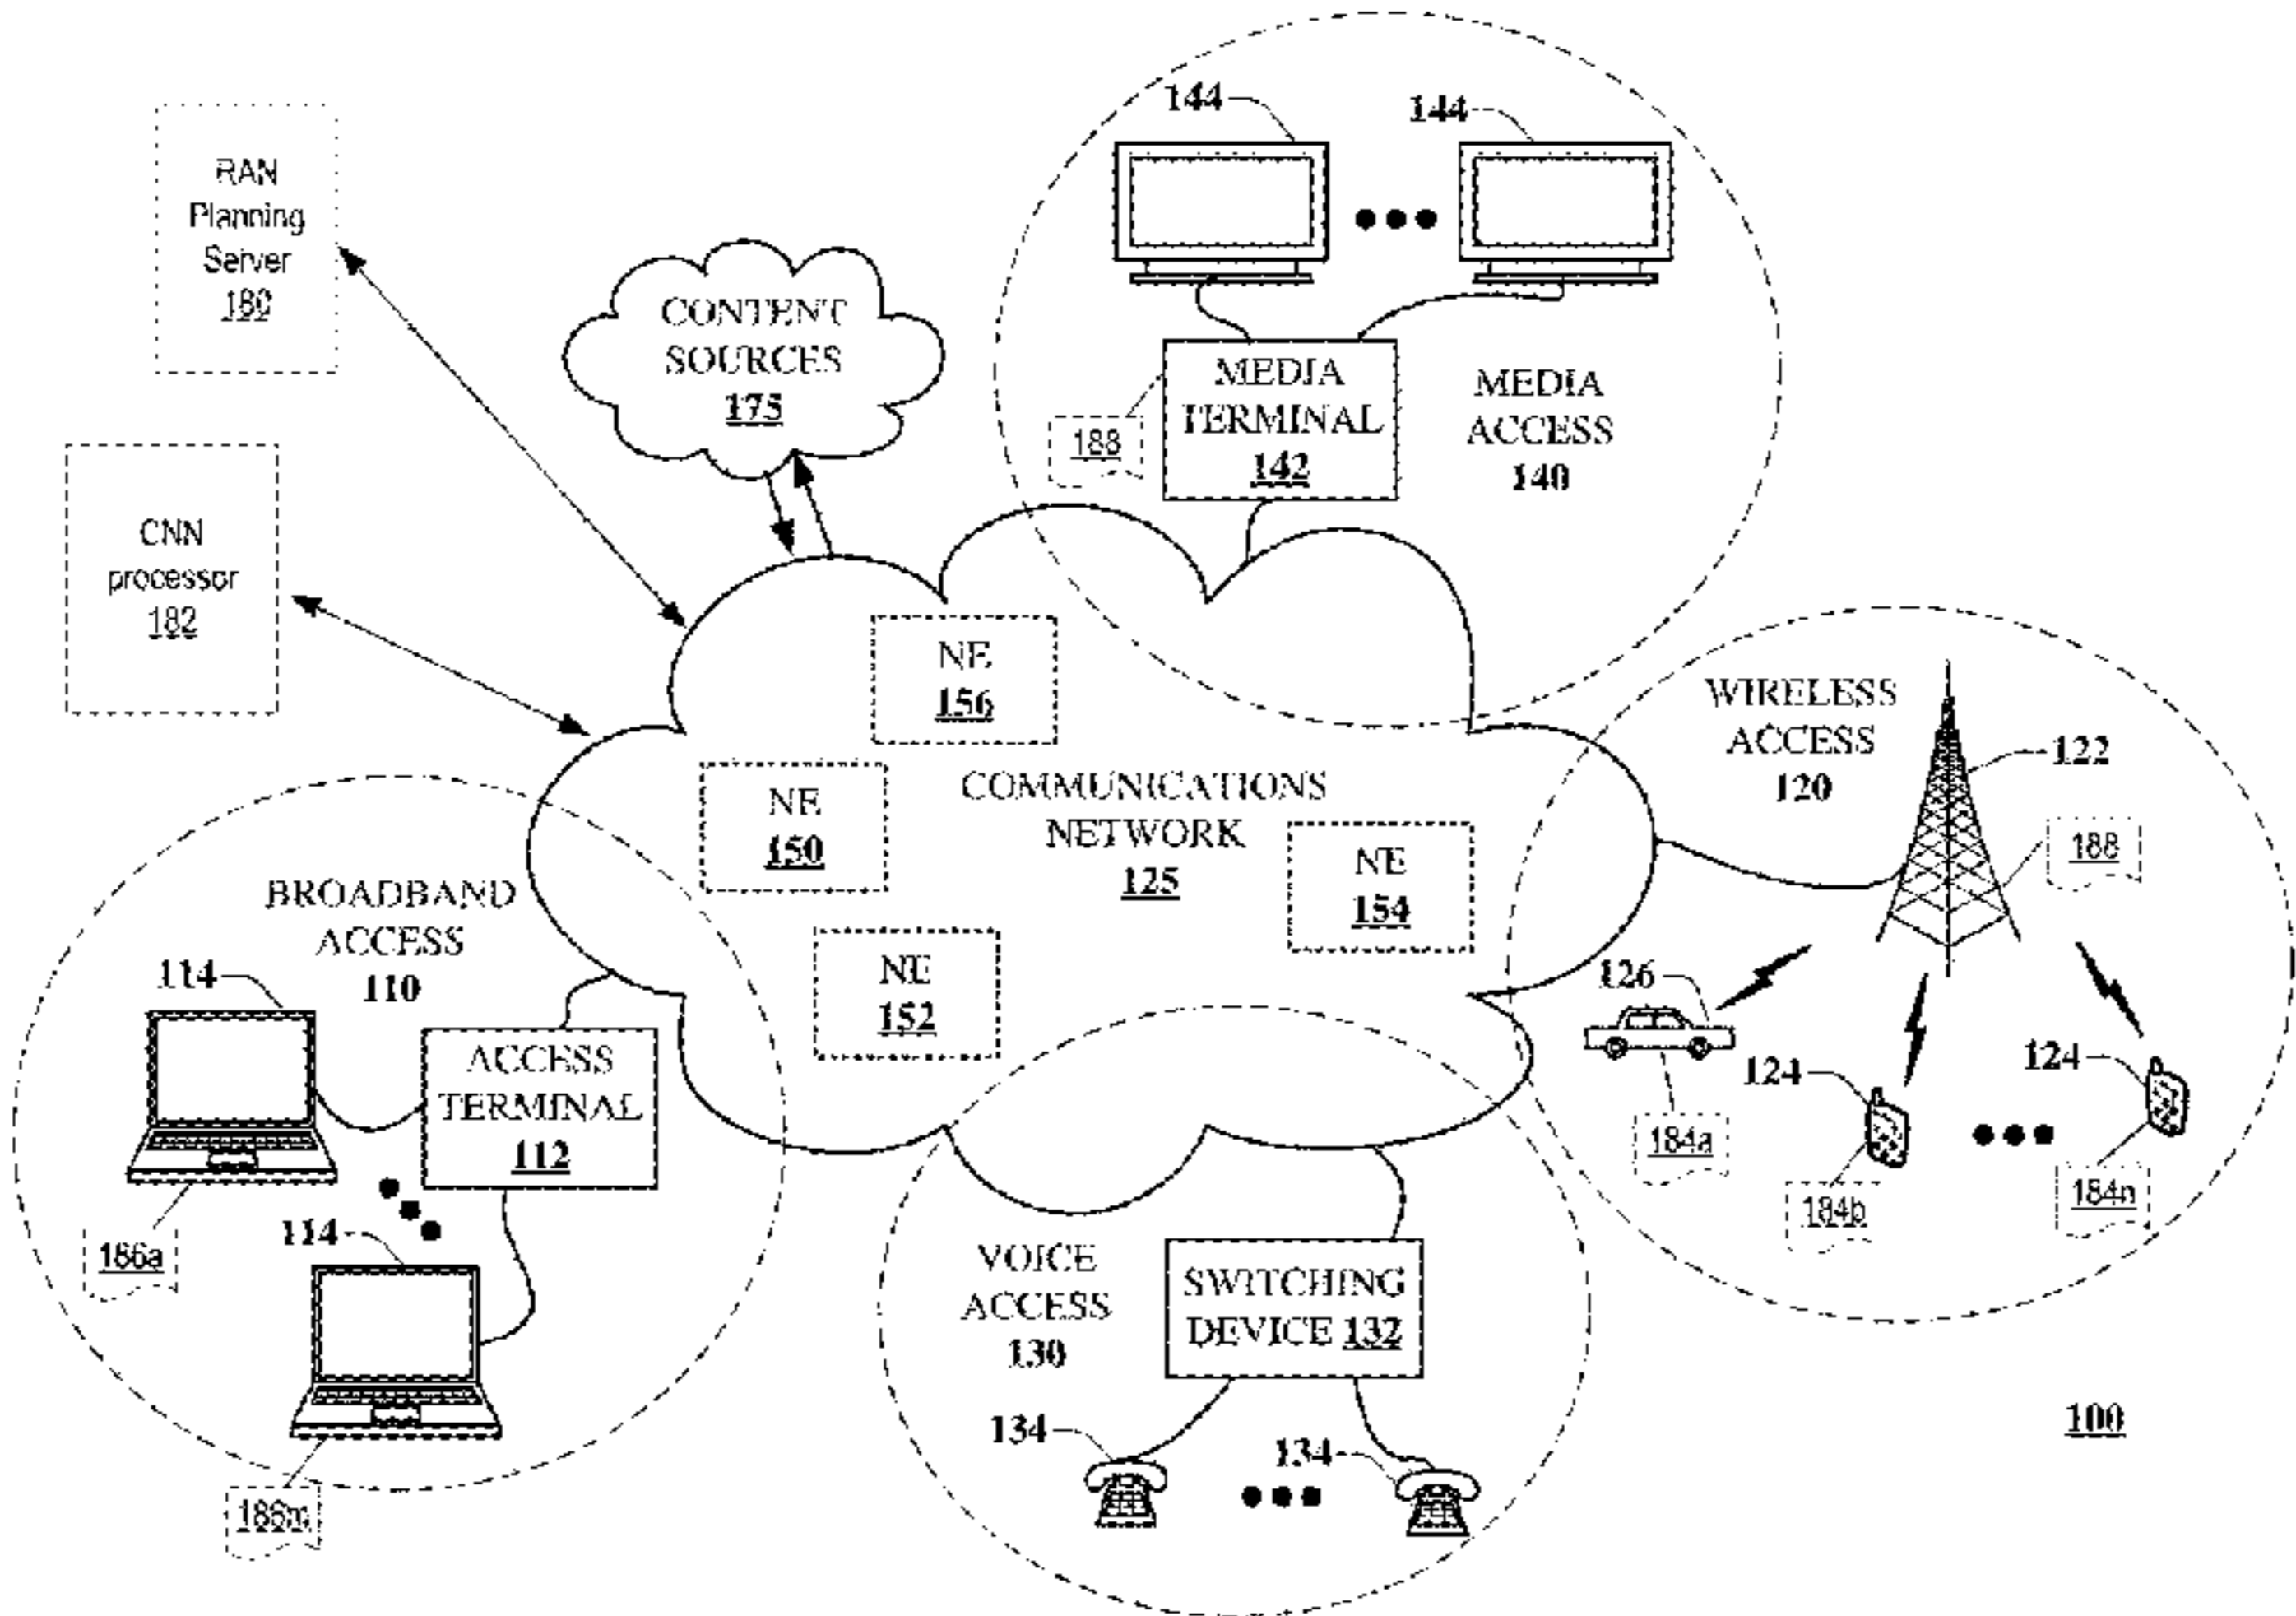 144
144
RAN
Planning
Server
180
CONTENT
SOURCES
175
MEDIA
TERMINAL
142
188
MEDIA
ACCESS
140
CNN
processor
182
NE
156
WIRELESS
ACCESS
120
122
188
NE
150
COMMUNICATIONS
NETWORK
125
NE
154
BROADBAND
ACCESS
110
114
NE
152
126
124
124
184a
184b
184n
ACCESS
TERMINAL
112
186a
114
186m
VOICE
ACCESS
130
SWITCHING
DEVICE 132
134
134
100